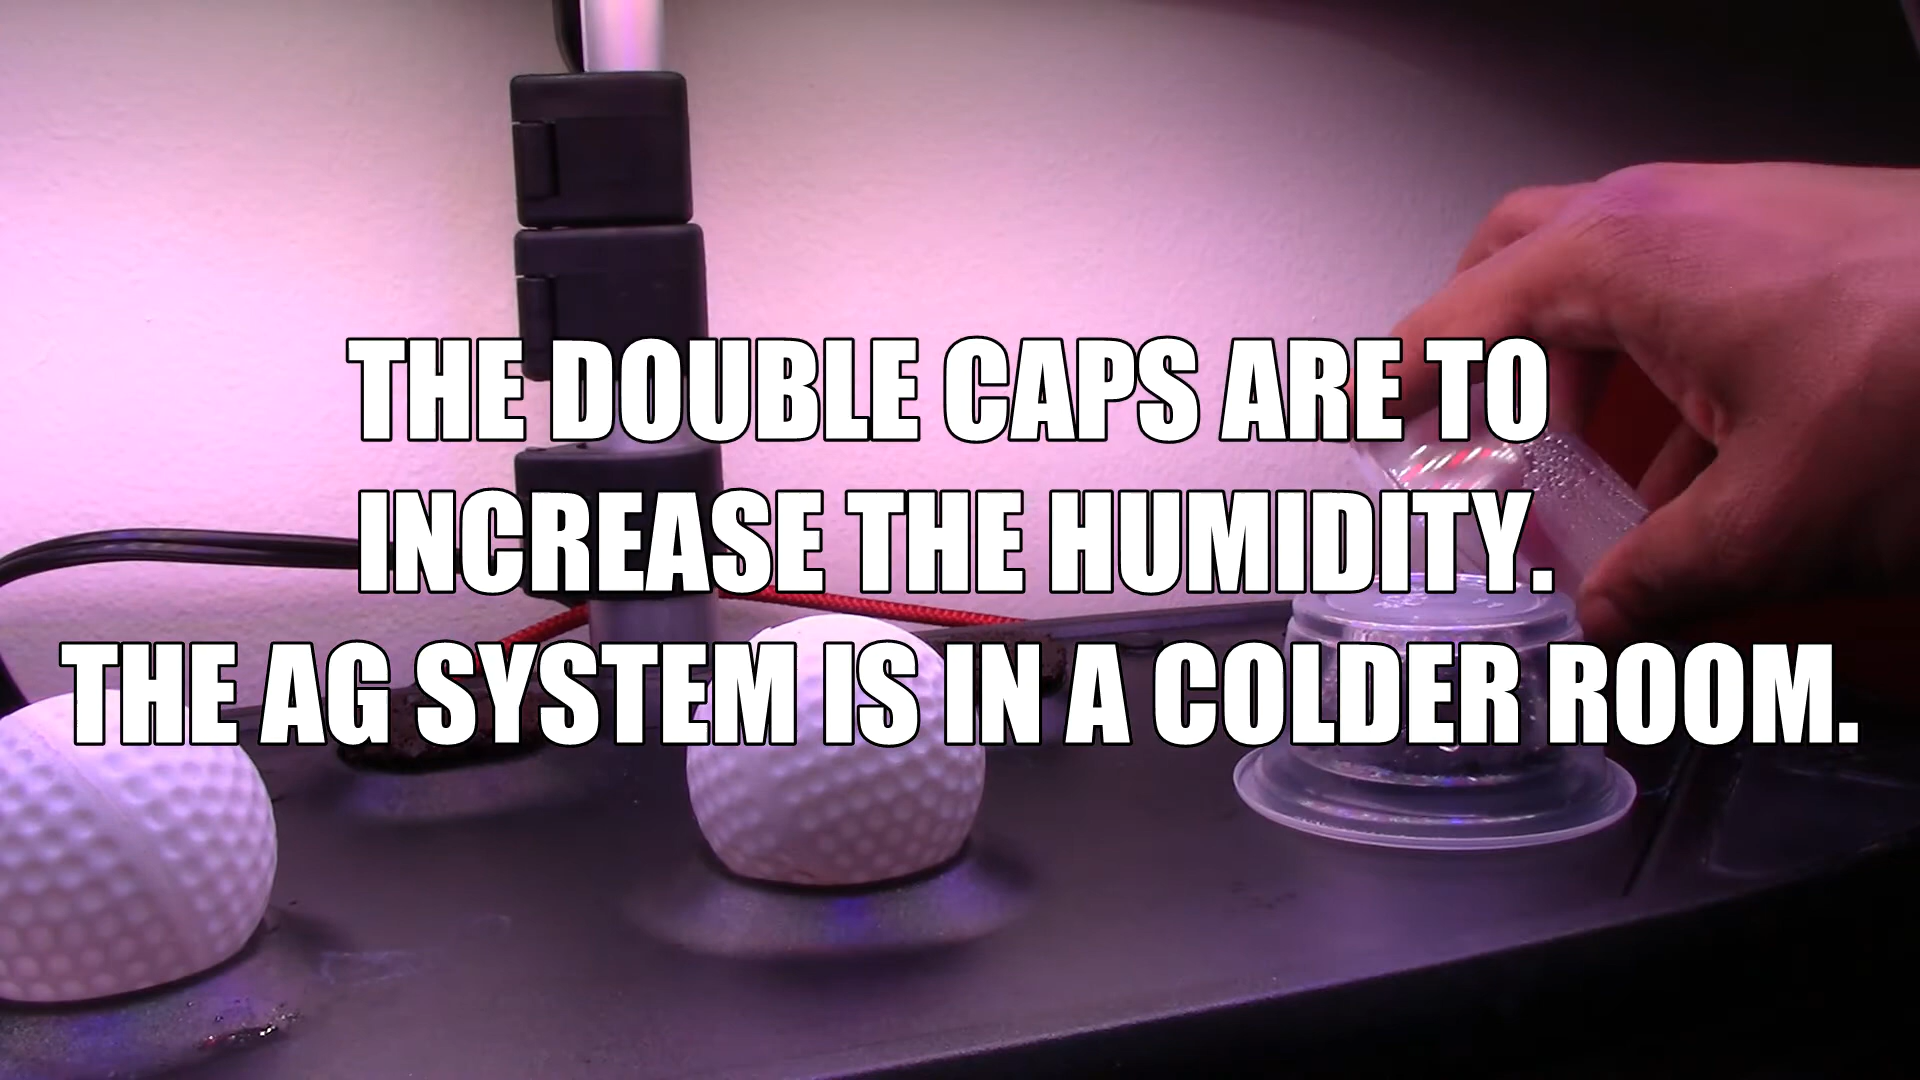 THE DOUBLE CAPS ARE TO
INCREASE THE HUMIDITY.
THE AG SYSTEM IS IN A COLDER ROOM.